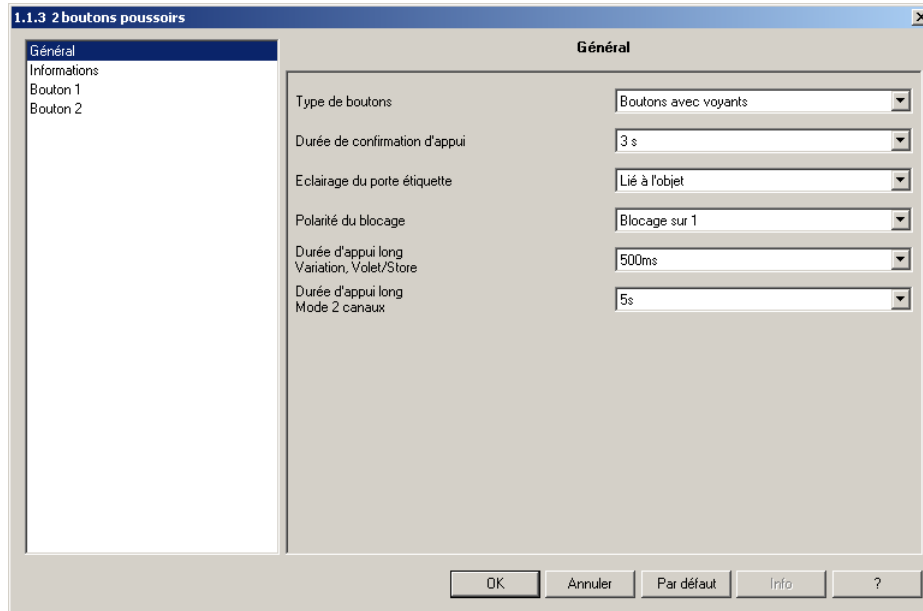 1.1.3 2 boutons poussoirs
Général
Informations
Bouton 1
Bouton 2
Général
Type de boutons
Boutons avec voyants
Durée de confirmation d'appui
3 s
Eclairage du porte étiquette
Lié à l'objet
Polarité du blocage
Blocage sur 1
Durée d'appui long
Variation, Volet/Store
500ms
Durée d'appui long
Mode 2 canaux
5s
OK
Annuler
Par défaut
Info
?